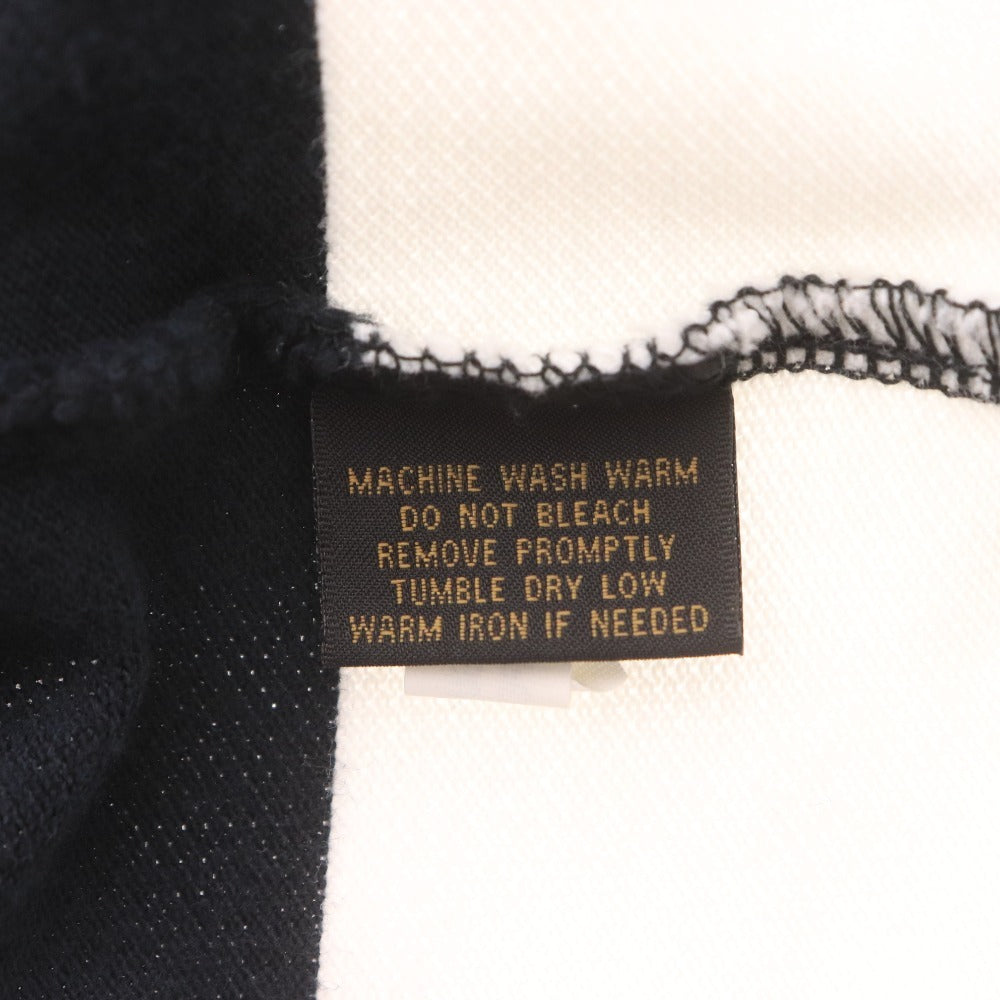 MACHINE WASH WARM
DO NOT BLEACH
REMOVE PROMPTLY
TUMBLE DRY LOW
WARM IRON IF NEEDED